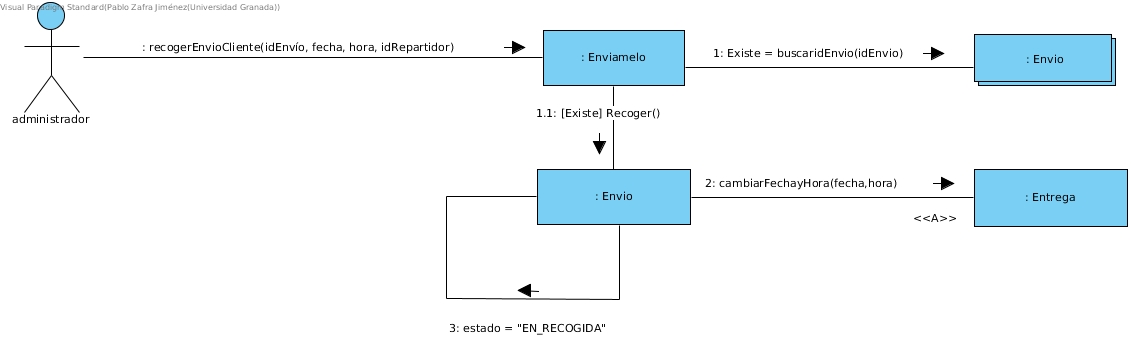 Visual Paradigm Standard(Pablo Zafra Jiménez(Universidad Granada))
: recogerEnvioCliente(idEnvío, fecha, hora, idRepartidor)
: Enviamelo
1: Existe = buscaridEnvio(idEnvio)
: Envio
administrador
1.1: [Existe] Recoger()
: Envio
2: cambiarFechayHora(fecha,hora)
: Entrega
<<A>>
3: estado = "EN_RECOGIDA"